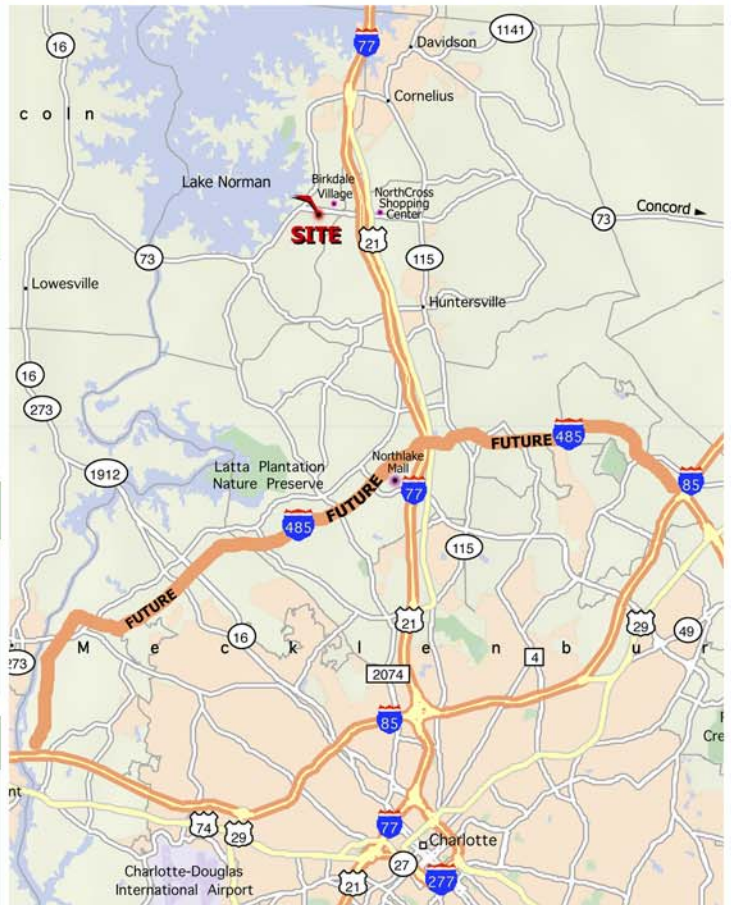 77
Davidson
1141
16
Cornelius
c o l n
Lake Norman
Birkdale
Village
NorthCross
Shopping
Center
SITE
Concord
73
21
73
115
Lowesville
Huntersville
16
273
FUTURE
485
1912
Latta Plantation
Nature Preserve
Northlake
Mall
FUTURE
77
85
485
115
FUTURE
21
16
29
49
273
M e c k l e n b u r
4
2074
85
Cre
nt
74
29
77
Charlotte
27
Charlotte-Douglas
International Airport
21
277